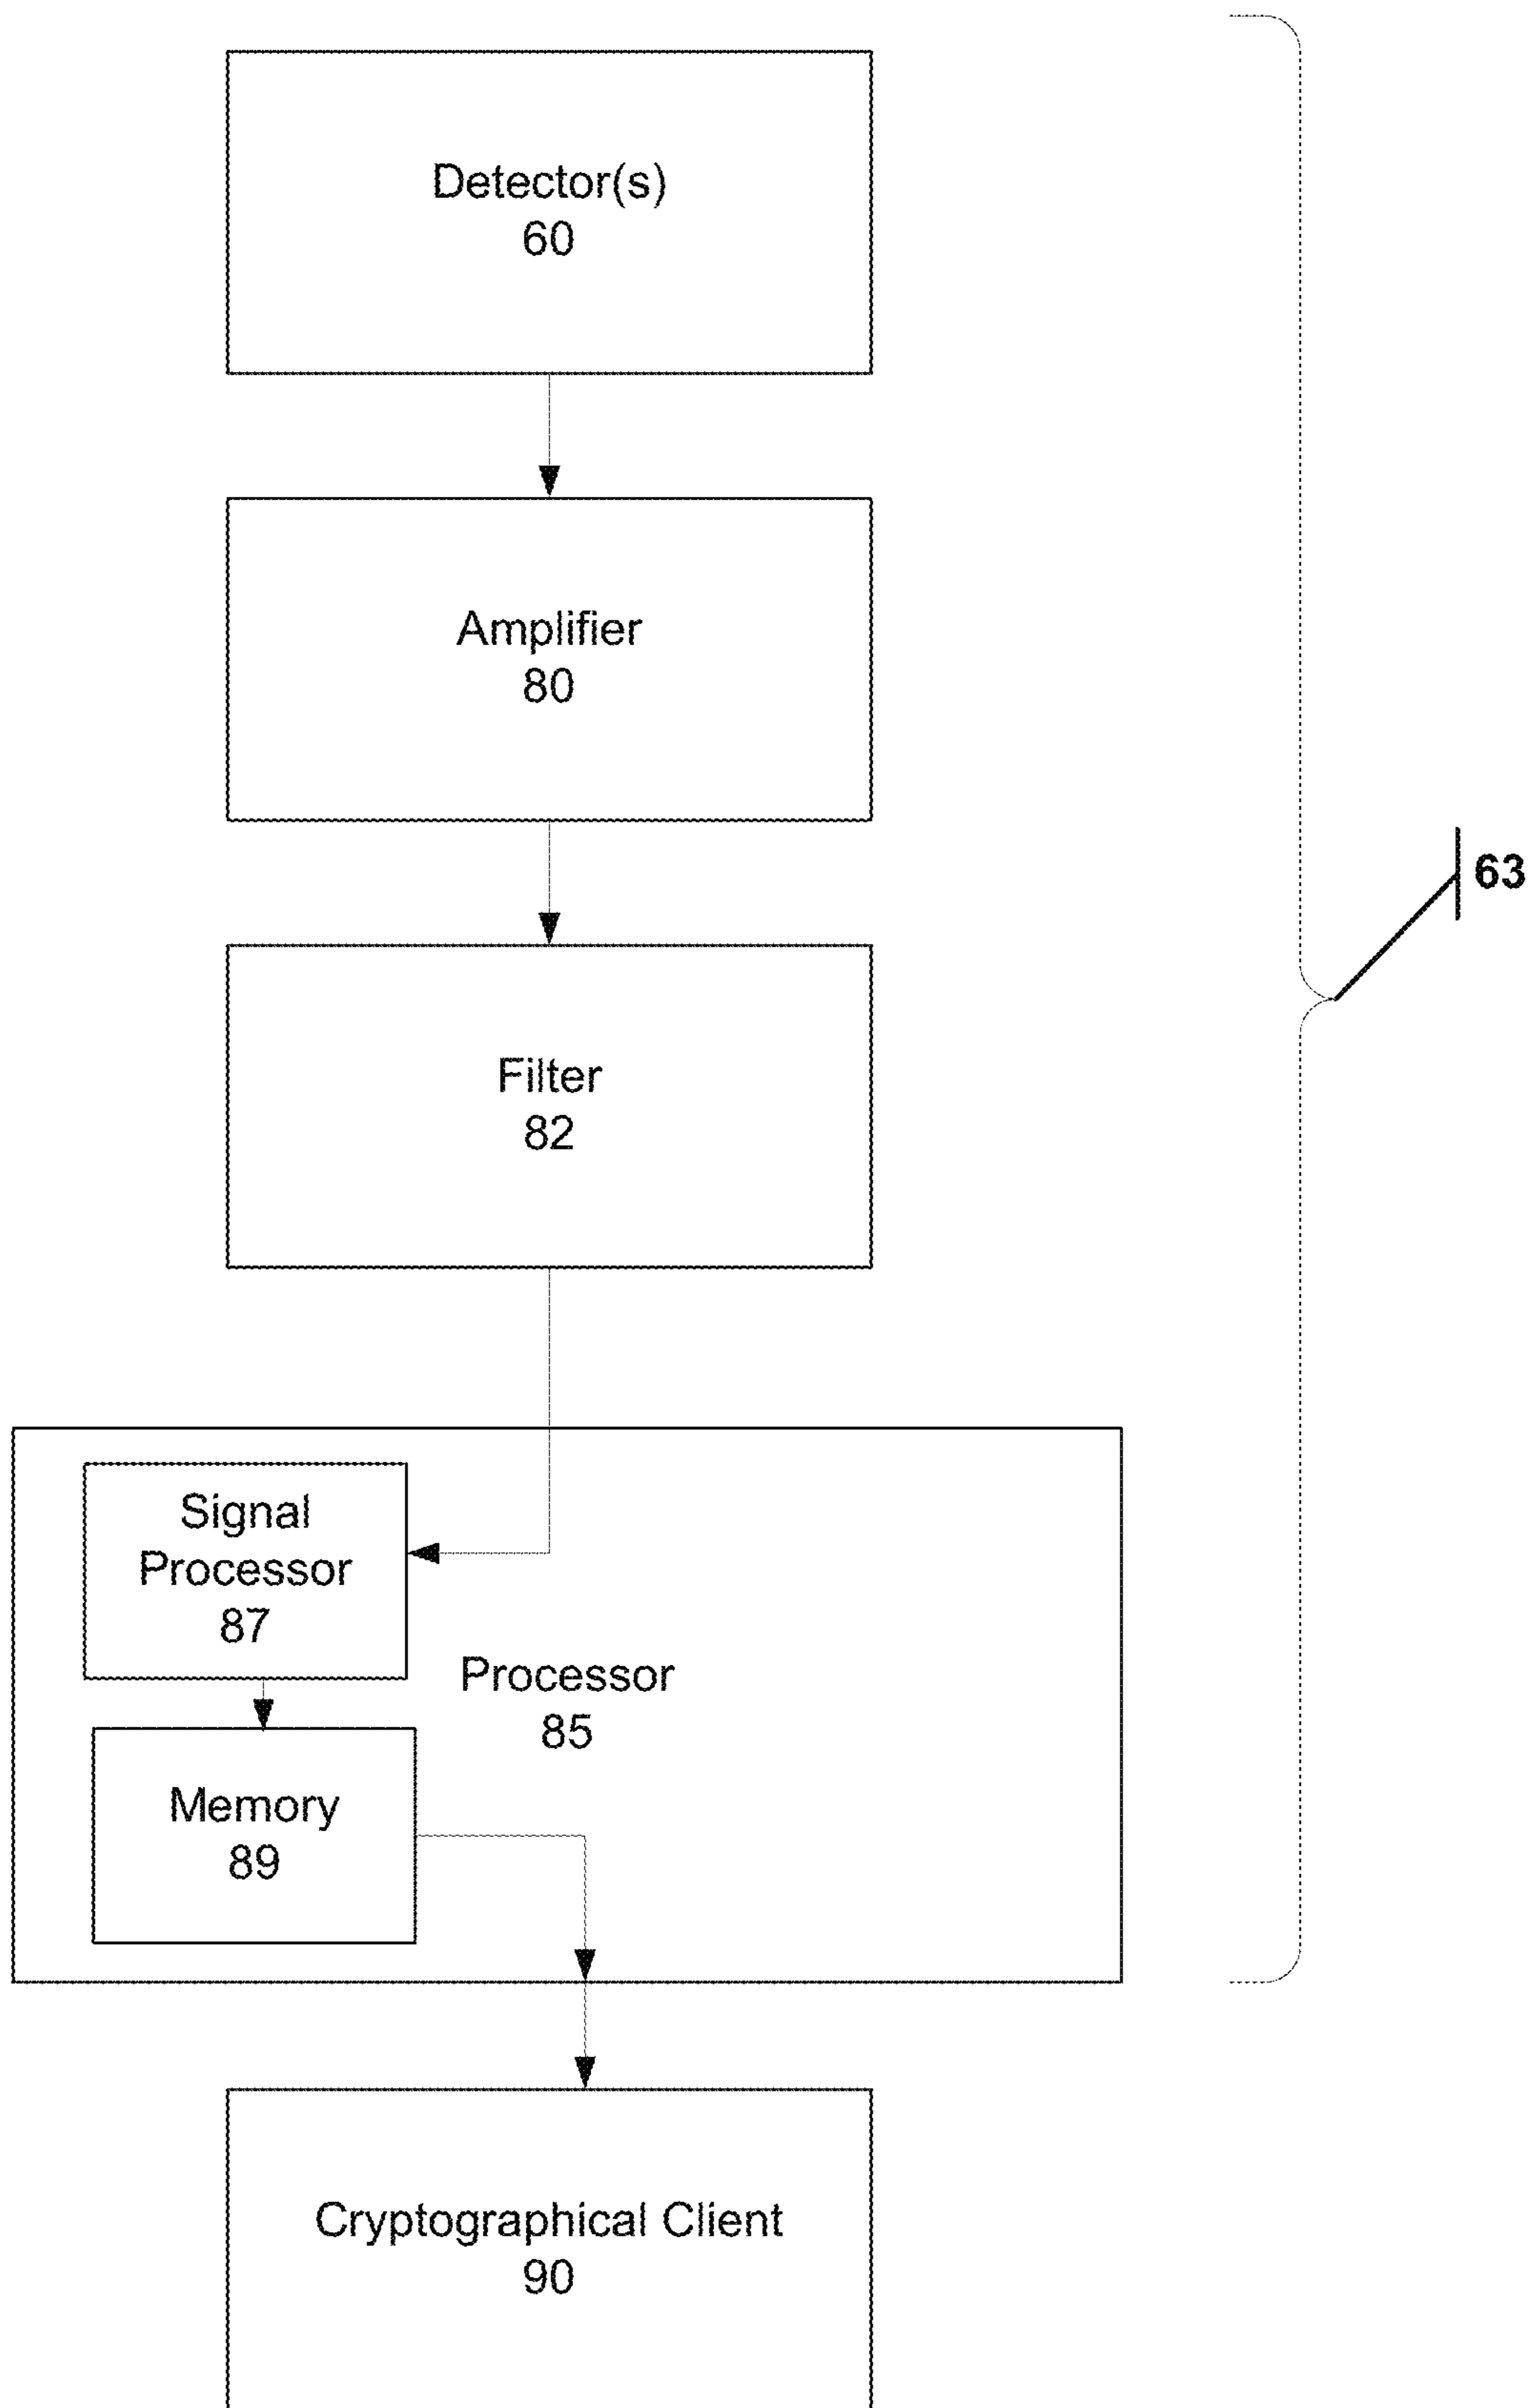 Detector(s)
60
Amplifier
80
63
Filter
82
Signal
Processor
87
Processor
85
Memory
89
Cryptographical Client
90